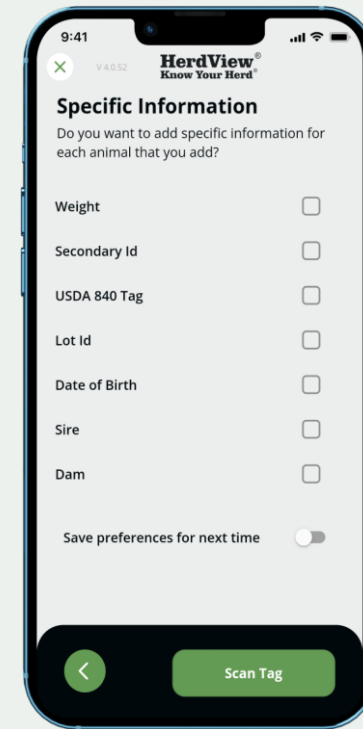 9:41
V 4.0.52
HerdView®
Know Your Herd®
Specific Information
Do you want to add specific information for
each animal that you add?
Weight
Secondary Id
USDA 840 Tag
Lot Id
Date of Birth
Sire
Dam
Save preferences for next time
Scan Tag